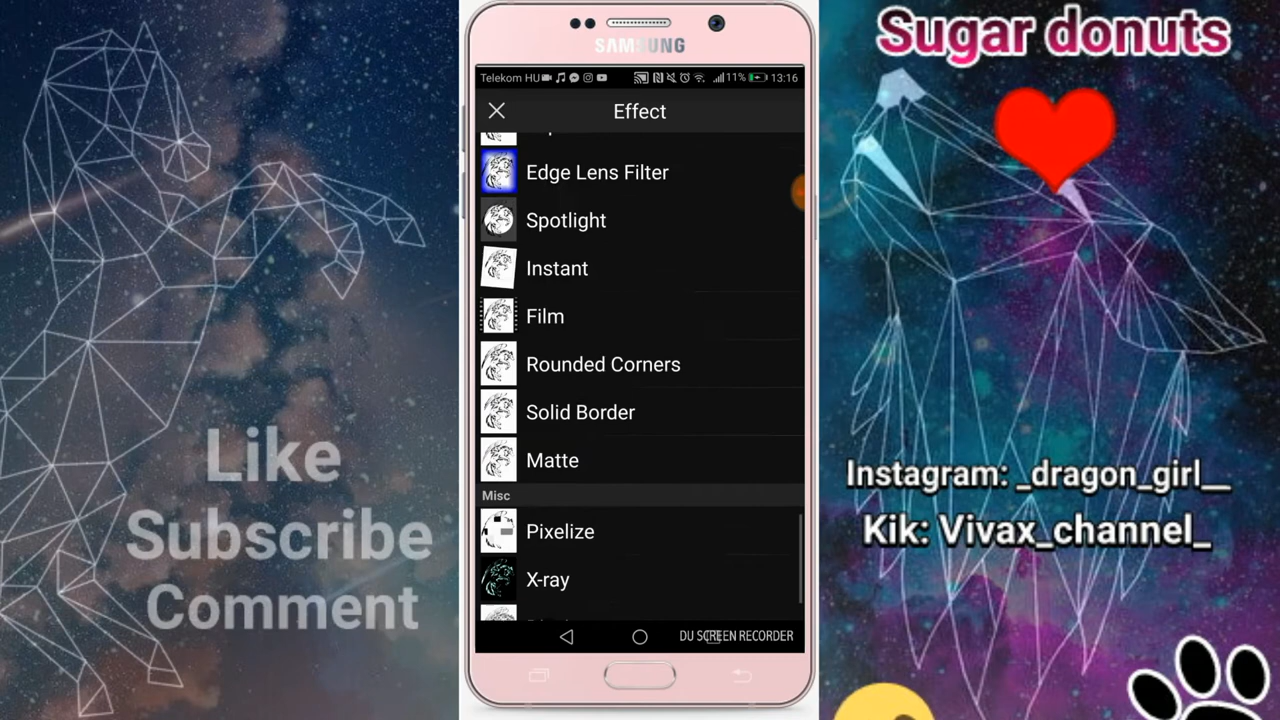 Sugar donuts
SAMSUNG
Telekom HU 11% 13:16
Effect
Edge Lens Filter
Spotlight
Instant
Film
Rounded Corners
Solid Border
Matte
Misc
Pixelize
X-ray
DU SCREEN RECORDER
Like
Subscribe
Comment
Instagram: _dragon_girl__
Kik: Vivax_channel_